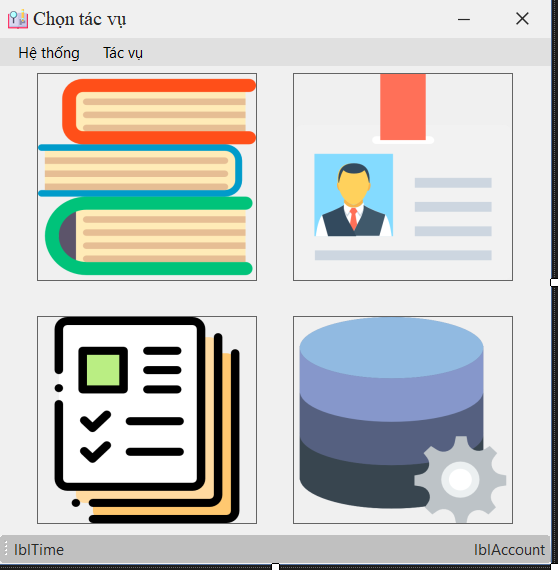 Chọn tác vụ
Hệ thống Tác vụ
lblTime lblAccount